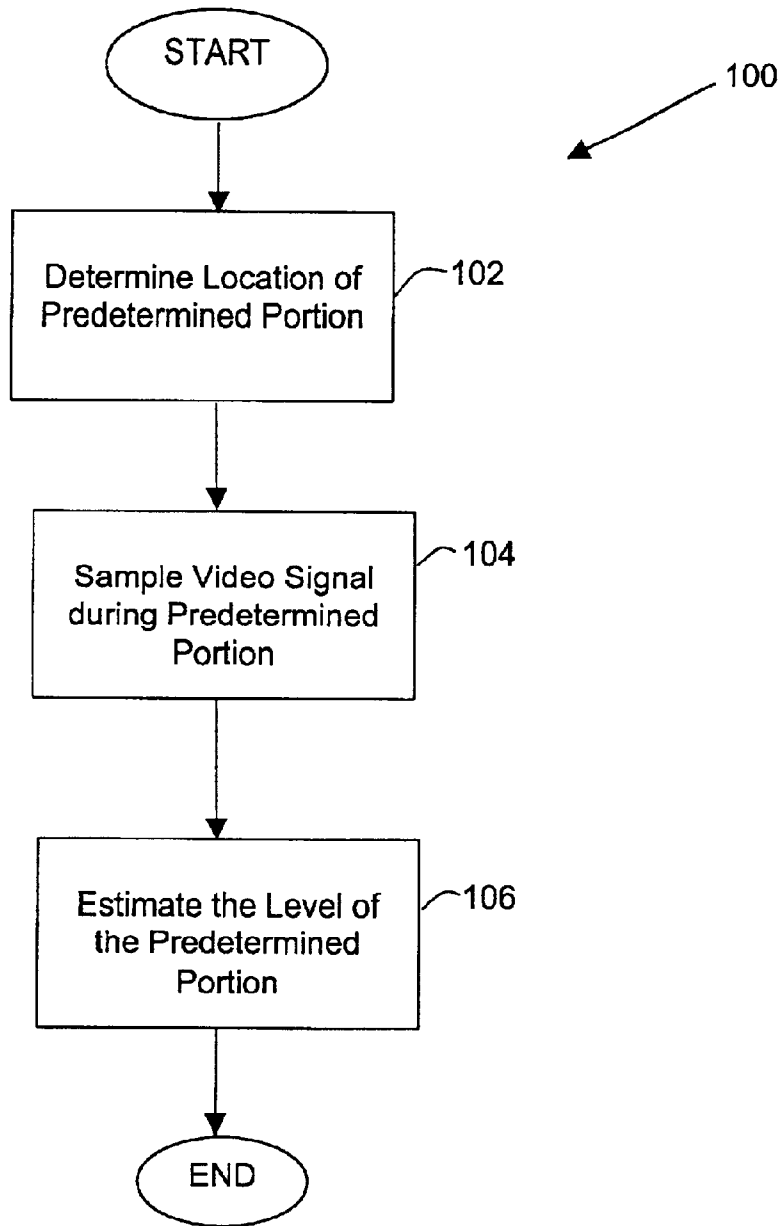 START
100
Determine Location of
Predetermined Portion
102
Sample Video Signal
during Predetermined
Portion
104
Estimate the Level of
the Predetermined
Portion
106
END